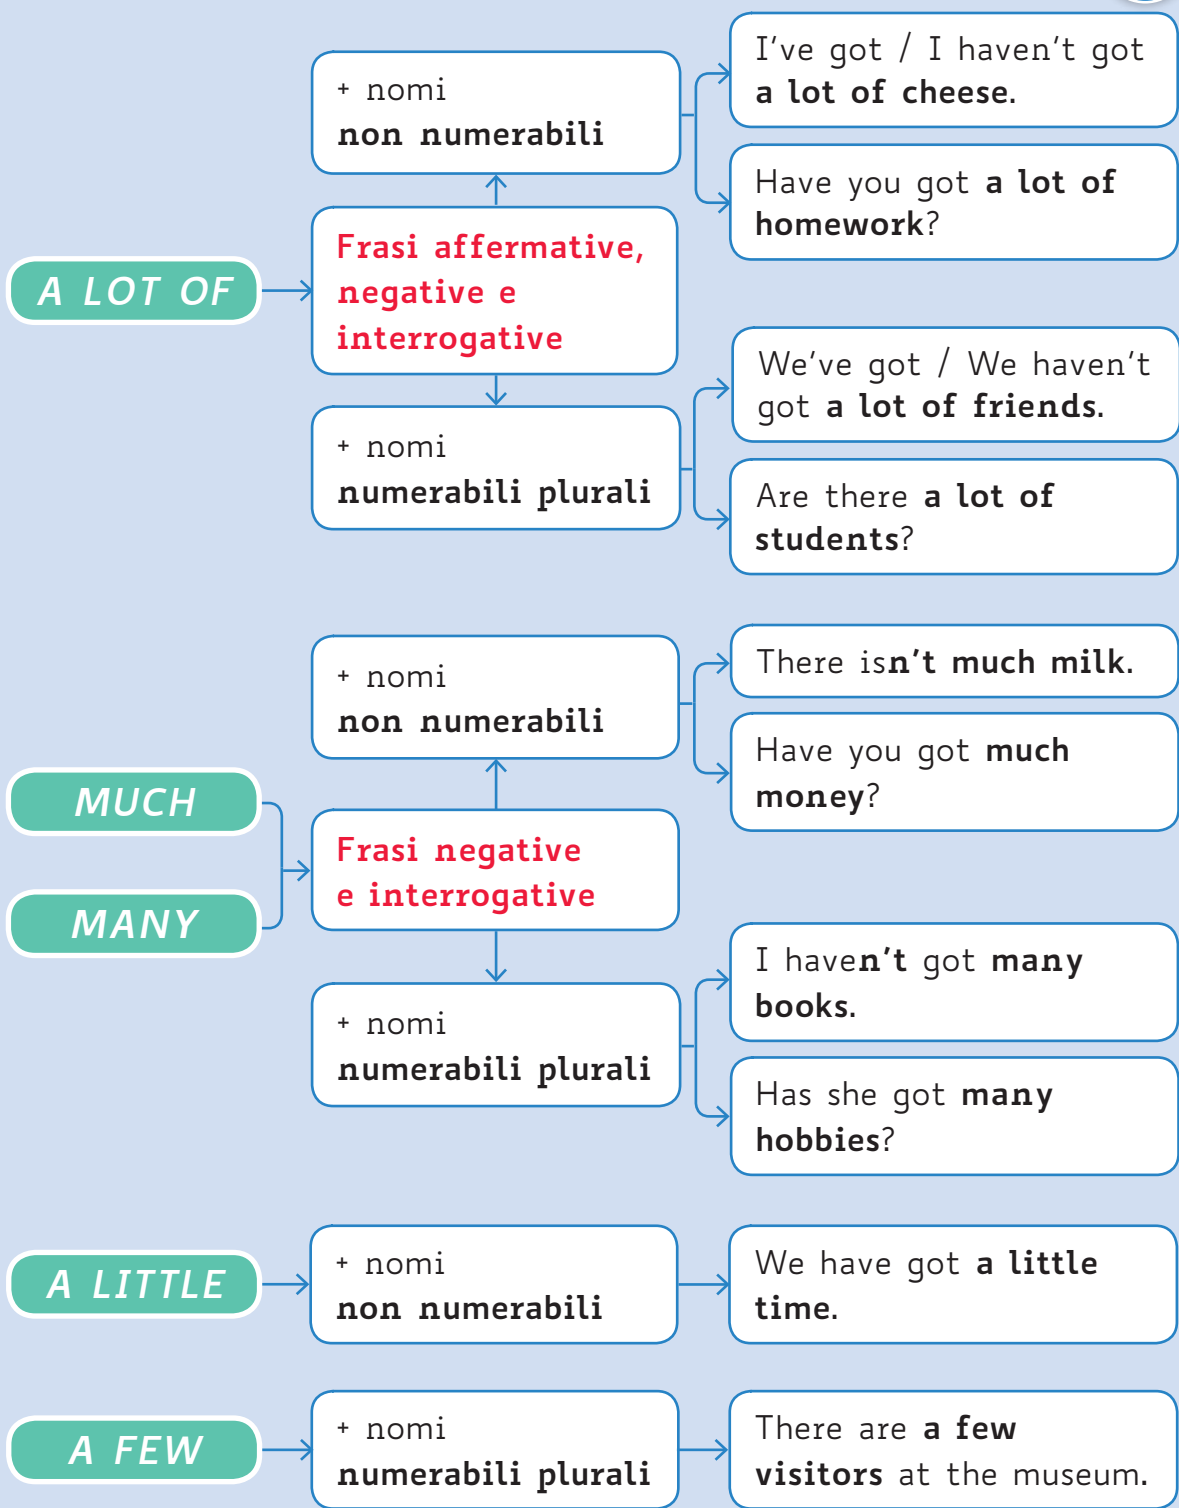 A LOT OF
Frasi affermative,
negative e
interrogative
+ nomi
non numerabili
I've got / I haven't got
a lot of cheese.
Have you got a lot of
homework?
+ nomi
numerabili plurali
We've got / We haven't
got a lot of friends.
Are there a lot of
students?
MUCH
MANY
Frasi negative
e interrogative
+ nomi
non numerabili
There isn't much milk.
Have you got much
money?
+ nomi
numerabili plurali
I haven't got many
books.
Has she got many
hobbies?
A LITTLE
+ nomi
non numerabili
We have got a little
time.
A FEW
+ nomi
numerabili plurali
There are a few
visitors at the museum.